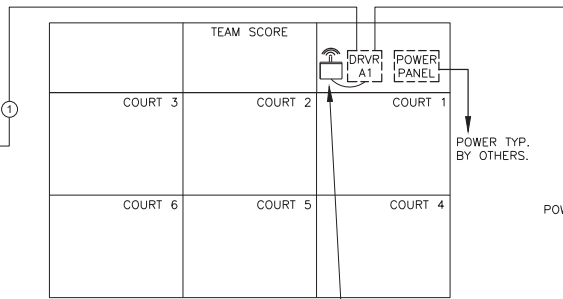 TEAM SCORE
DRVR
A1
POWER
PANEL
1
COURT 3
COURT 2
COURT 1
POWER TYP.
BY OTHERS.
COURT 6
COURT 5
COURT 4